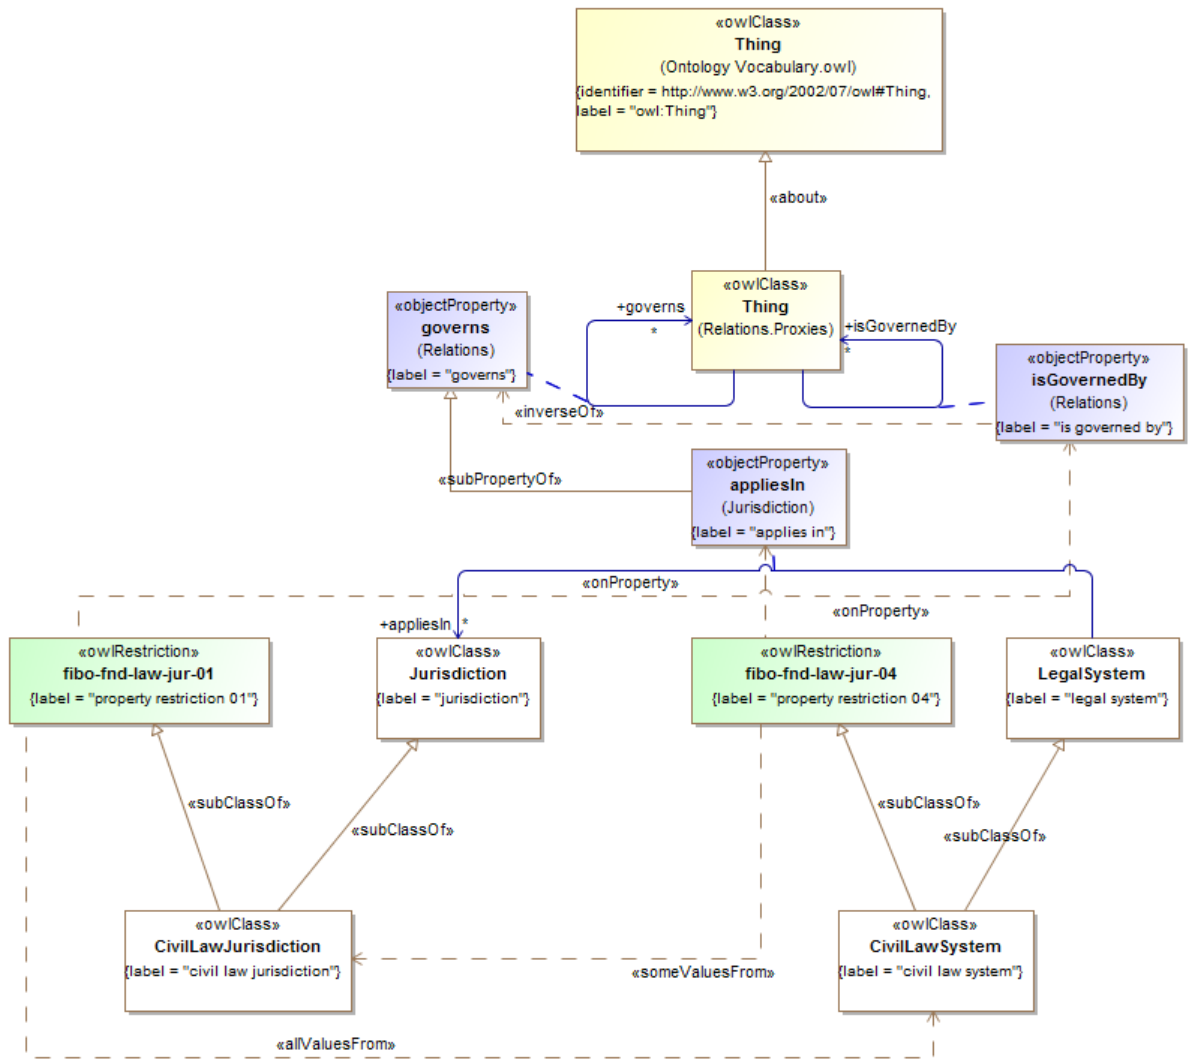 «owlClass»
Thing
(Ontology Vocabulary.owl)
{identifier = http://www.w3.org/2002/07/owl#Thing,
label = "owl:Thing"}
«about»
«owlClass»
Thing
(Relations.Proxies)
+governs
*
+isGovernedBy
*
«objectProperty»
governs
(Relations)
{label = "governs"}
«objectProperty»
isGovernedBy
(Relations)
{label = "is governed by"}
«inverseOf»
«subPropertyOf»
«objectProperty»
appliesIn
(Jurisdiction)
{label = "applies in"}
«onProperty»
«onProperty»
+appliesIn
*
«owlRestriction»
fibo-fnd-law-jur-01
{label = "property restriction 01"}
«owlClass»
Jurisdiction
{label = "jurisdiction"}
«owlRestriction»
fibo-fnd-law-jur-04
{label = "property restriction 04"}
«owlClass»
LegalSystem
{label = "legal system"}
«subClassOf»
«subClassOf»
«subClassOf»
«subClassOf»
«owlClass»
CivilLawJurisdiction
{label = "civil law jurisdiction"}
«someValuesFrom»
«owlClass»
CivilLawSystem
{label = "civil law system"}
«allValuesFrom»